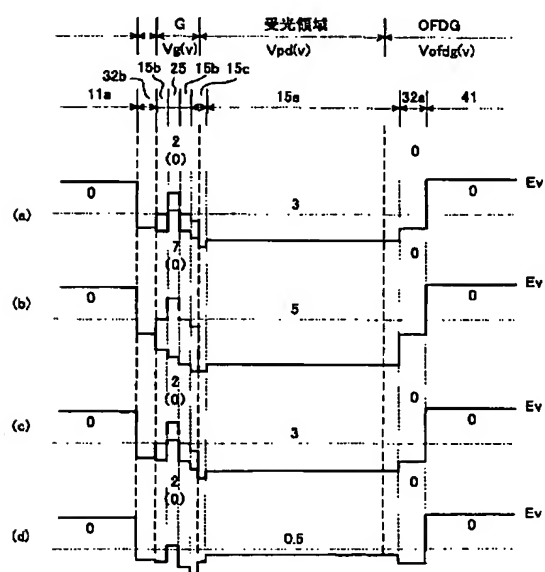 G 受光領域 OFDG
Vg(v) Vpd(v) Vofdg(v)
32b 15b 25 15b 15c
11a 15a 32a 41
2 0
(0)
0 3 0 Ev
(a)
7 0
(0)
0 5 0 Ev
(b)
2 0
(0)
0 3 0 Ev
(c)
2 0
(0)
0 0.5 0 Ev
(d)